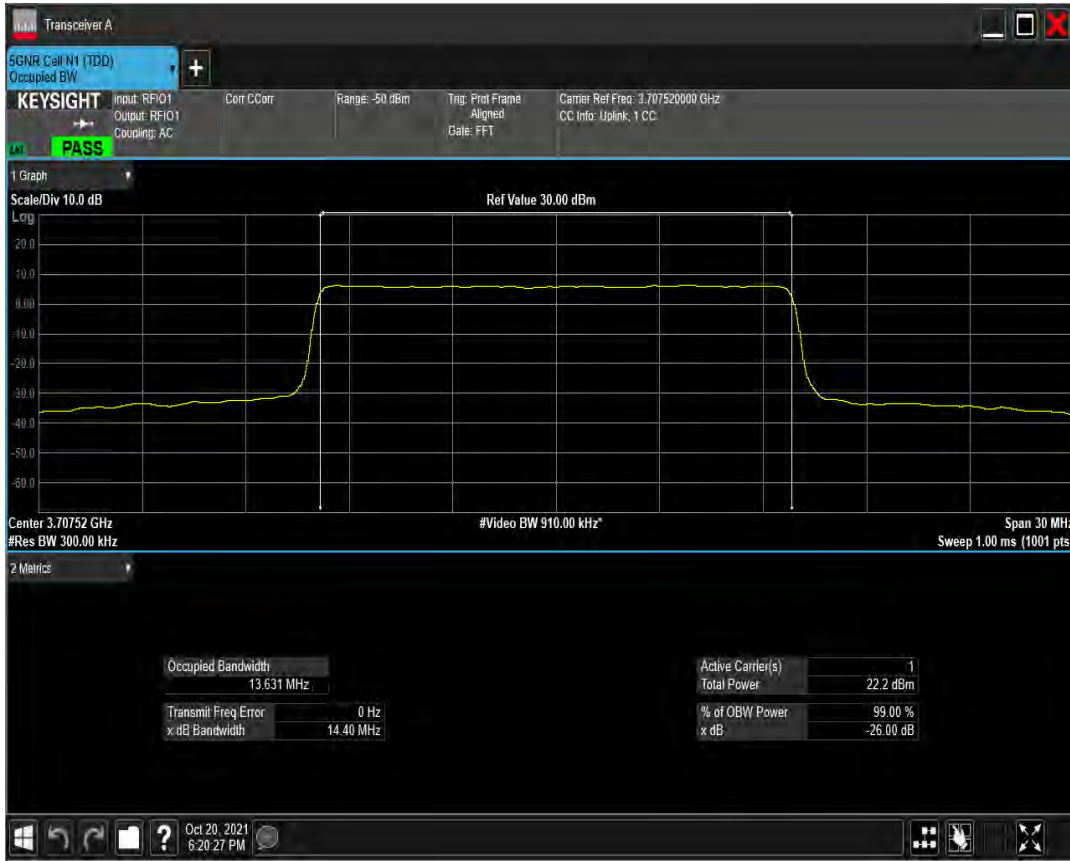 Transceiver A
5GNR Cell N1 (TDD)
Occupied BW
+
KEYSIGHT
PASS
Input: RFIO1
Output: RFIO1
Coupling: AC
Corr CCorr
Range: -50 dBm
Trig: Prot Frame
Aligned
Gate: FFT
Carrier Ref Freq: 3.707520000 GHz
CC Info: Uplink, 1 CC
1 Graph
Scale/Div 10.0 dB
Ref Value 30.00 dBm
Log
20.0
10.0
0.00
-10.0
-20.0
-30.0
-40.0
-50.0
-60.0
Center 3.70752 GHz
#Video BW 910.00 kHz*
Span 30 MHz
#Res BW 300.00 kHz
Sweep 1.00 ms (1001 pts
2 Metrics
Occupied Bandwidth
13.631 MHz
Active Carrier(s) 1
Total Power 22.2 dBm
Transmit Freq Error 0 Hz
x dB Bandwidth 14.40 MHz
% of OBW Power 99.00 %
x dB -26.00 dB
?
Oct 20, 2021
6:20:27 PM